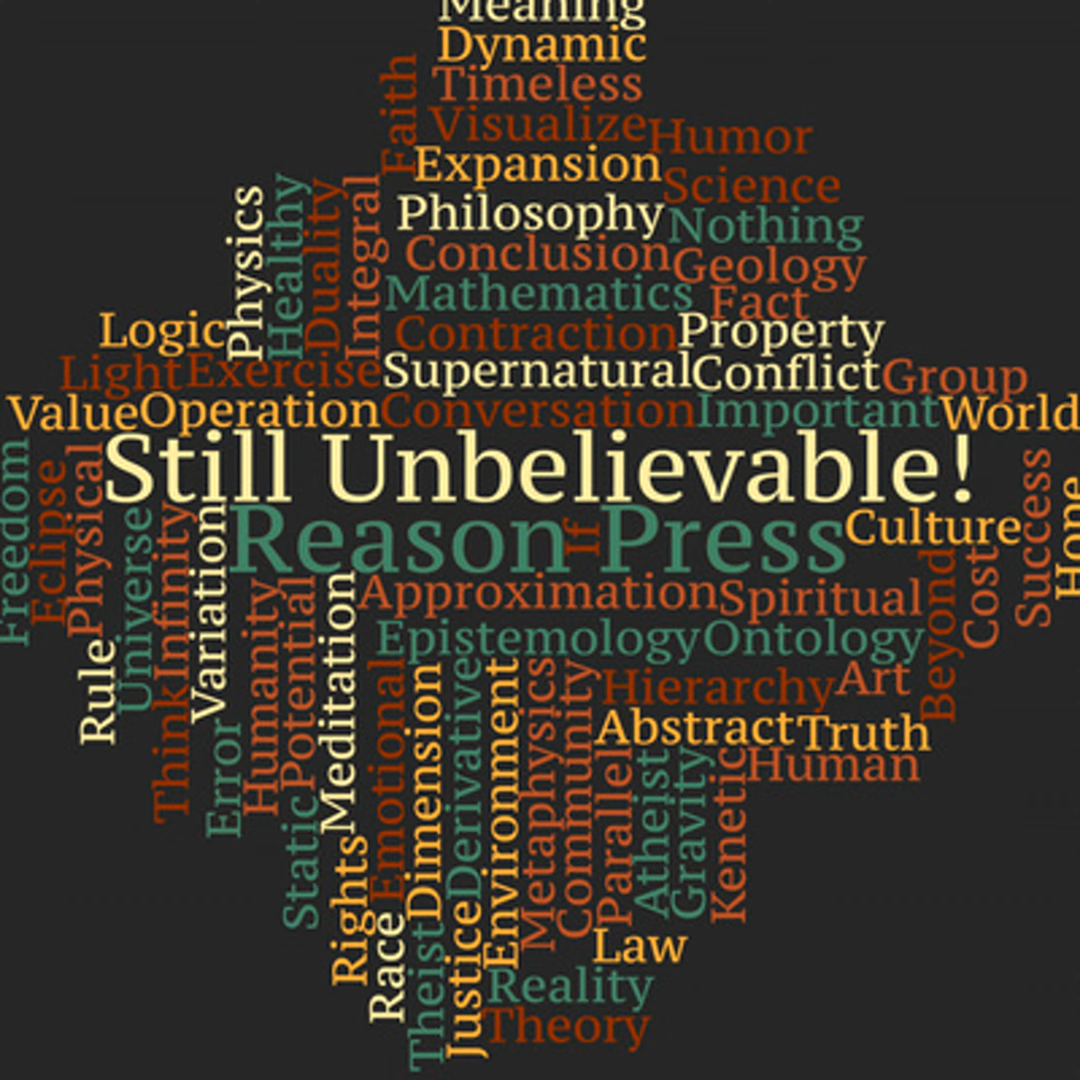 Meaning
Dynamic
Timeless
Faith
Visualize
Humor
Expansion
Science
Physics
Healthy
Duality
Integral
Philosophy
Nothing
Conclusion
Geology
Mathematics
Fact
Logic
Contraction
Property
Light
Exercise
Supernatural
Conflict
Group
Value
Operation
Conversation
Important
World
Still Unbelievable!
Reason Press
If
Culture
Freedom
Eclipse
Physical
Universe
Infinity
Variation
Success
Hope
Cost
Beyond
Approximation
Spiritual
Epistemology
Ontology
Rule
Think
Error
Humanity
Potential
Static
Meditation
Rights
Emotional
Race
Dimension
Theist
Derivative
Justice
Environment
Metaphysics
Community
Parallel
Hierarchy
Art
Abstract
Truth
Atheist
Gravity
Kenetic
Human
Law
Reality
Theory